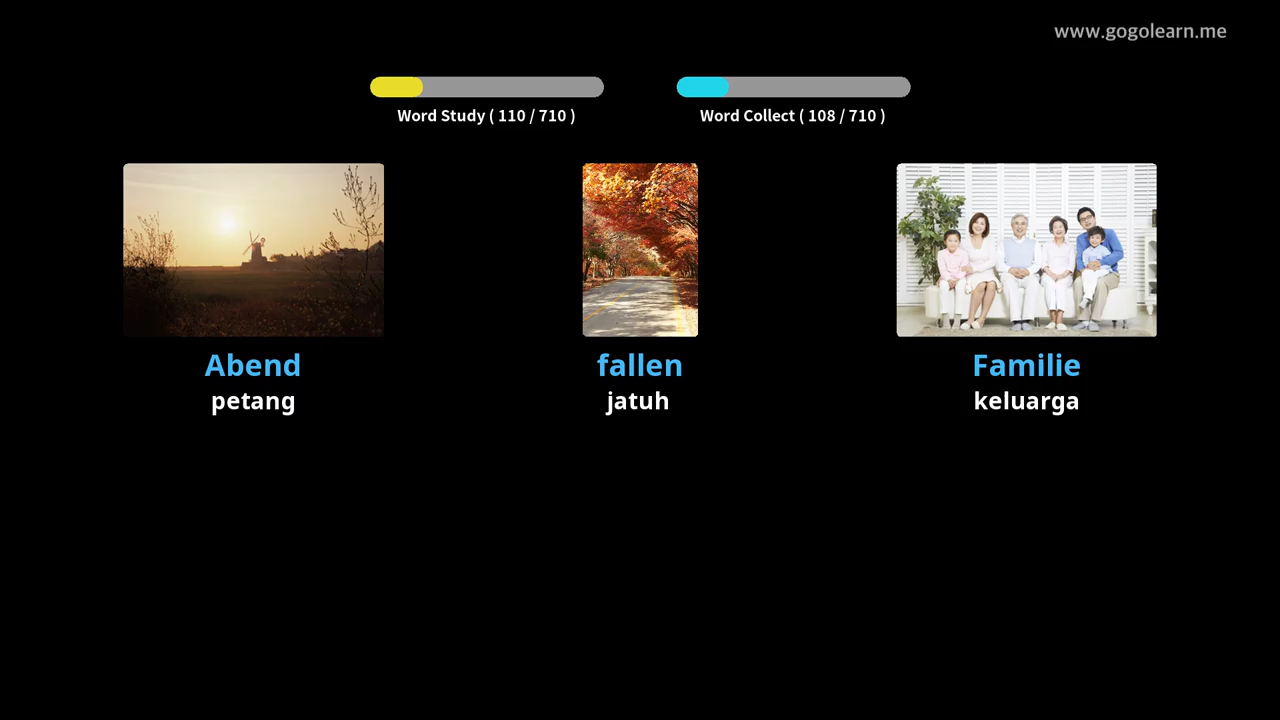 www.gogolearn.me
Word Study ( 110 / 710 )
Word Collect ( 108 / 710 )
Abend
petang
fallen
jatuh
Familie
keluarga